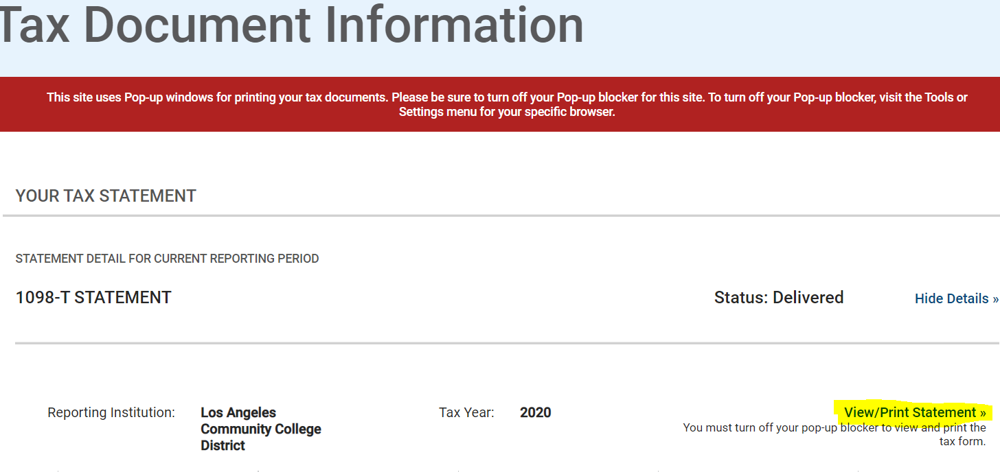 Tax Document Information
This site uses Pop-up windows for printing your tax documents. Please be sure to turn off your Pop-up blocker for this site. To turn off your Pop-up blocker, visit the Tools or
Settings menu for your specific browser.
YOUR TAX STATEMENT
STATEMENT DETAIL FOR CURRENT REPORTING PERIOD
1098-T STATEMENT Status: Delivered Hide Details »
Reporting Institution: Los Angeles Tax Year: 2020 View/Print Statement »
Community College You must turn off your pop-up blocker to view and print the
District tax form.